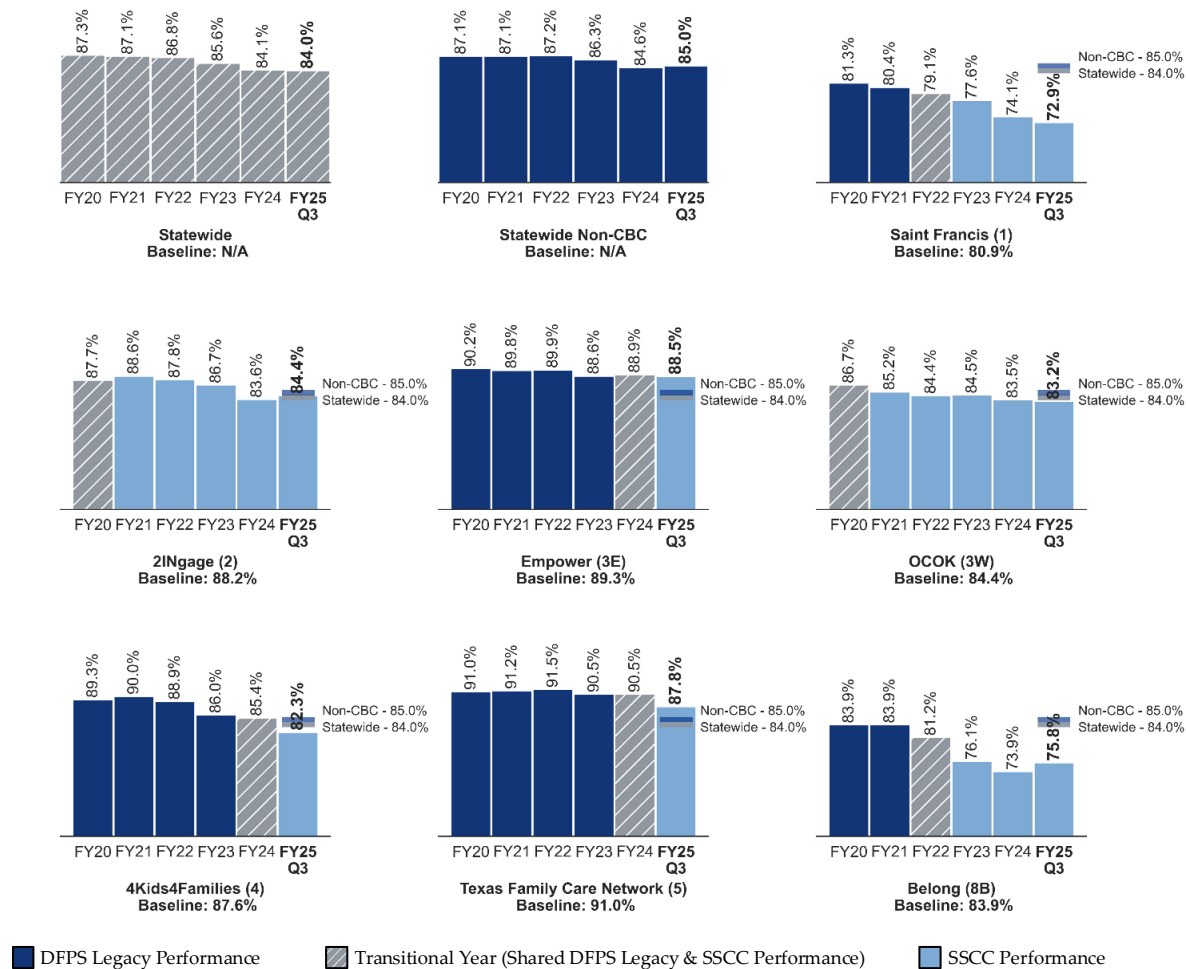 87.3%
87.1%
86.8%
85.6%
84.1%
84.0%
FY20 FY21 FY22 FY23 FY24 FY25
Q3
Statewide
Baseline: N/A
87.1%
87.1%
87.2%
86.3%
84.6%
85.0%
FY20 FY21 FY22 FY23 FY24 FY25
Q3
Statewide Non-CBC
Baseline: N/A
81.3%
80.4%
79.1%
77.6%
74.1%
72.9%
Non-CBC - 85.0%
Statewide - 84.0%
FY20 FY21 FY22 FY23 FY24 FY25
Q3
Saint Francis (1)
Baseline: 80.9%
87.7%
88.6%
87.8%
86.7%
83.6%
84.4%
Non-CBC - 85.0%
Statewide - 84.0%
FY20 FY21 FY22 FY23 FY24 FY25
Q3
2INgage (2)
Baseline: 88.2%
90.2%
89.8%
89.9%
88.6%
88.9%
88.5%
Non-CBC - 85.0%
Statewide - 84.0%
FY20 FY21 FY22 FY23 FY24 FY25
Q3
Empower (3E)
Baseline: 89.3%
86.7%
85.2%
84.4%
84.5%
83.5%
83.2%
Non-CBC - 85.0%
Statewide - 84.0%
FY20 FY21 FY22 FY23 FY24 FY25
Q3
OCOK (3W)
Baseline: 84.4%
89.3%
90.0%
88.9%
86.0%
85.4%
82.3%
Non-CBC - 85.0%
Statewide - 84.0%
FY20 FY21 FY22 FY23 FY24 FY25
Q3
4Kids4Families (4)
Baseline: 87.6%
91.0%
91.2%
91.5%
90.5%
90.5%
87.8%
Non-CBC - 85.0%
Statewide - 84.0%
FY20 FY21 FY22 FY23 FY24 FY25
Q3
Texas Family Care Network (5)
Baseline: 91.0%
83.9%
83.9%
81.2%
76.1%
73.9%
75.8%
Non-CBC - 85.0%
Statewide - 84.0%
FY20 FY21 FY22 FY23 FY24 FY25
Q3
Belong (8B)
Baseline: 83.9%
DFPS Legacy Performance
Transitional Year (Shared DFPS Legacy & SSCC Performance)
SSCC Performance